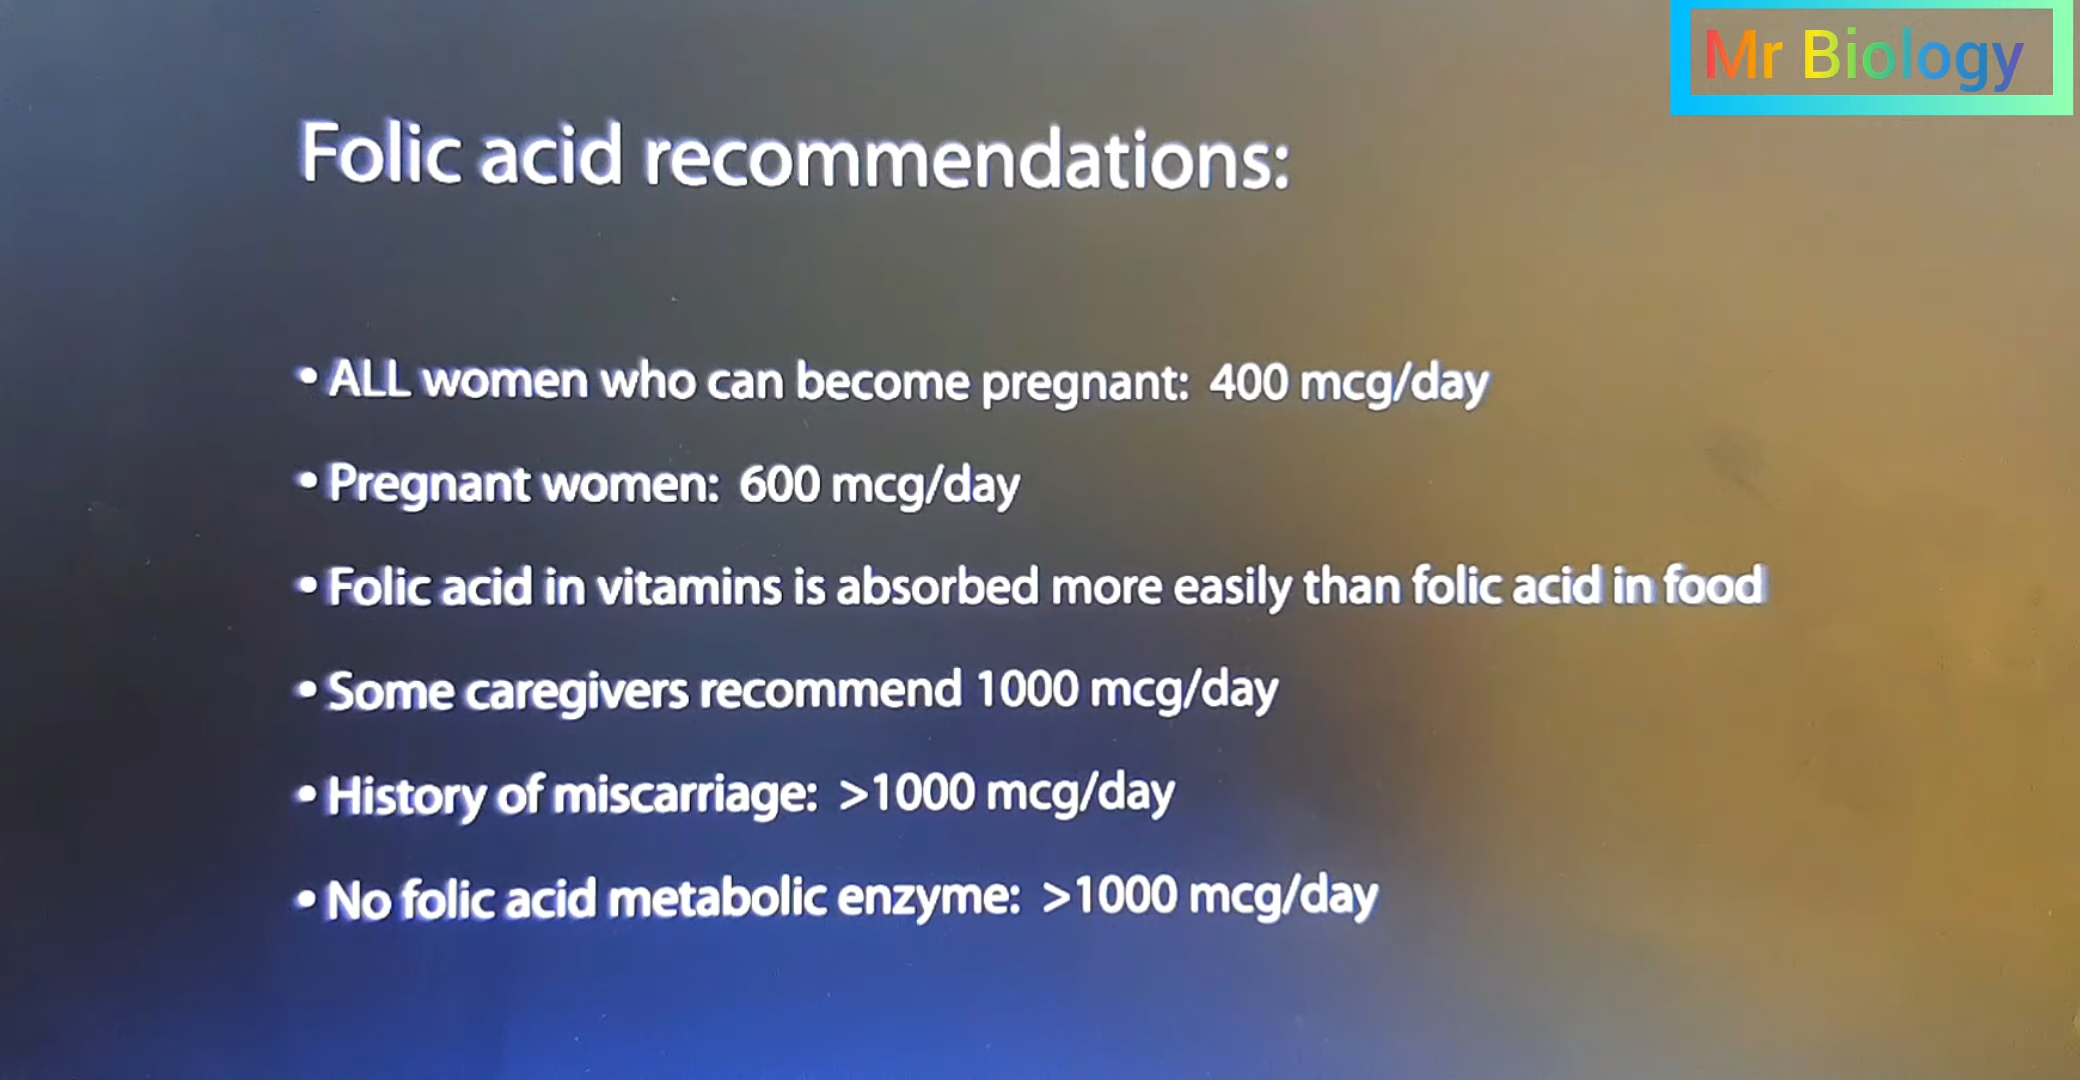 Mr Biology
Folic acid recommendations:
• ALL women who can become pregnant: 400 mcg/day
• Pregnant women: 600 mcg/day
• Folic acid in vitamins is absorbed more easily than folic acid in food
• Some caregivers recommend 1000 mcg/day
• History of miscarriage: >1000 mcg/day
• No folic acid metabolic enzyme: >1000 mcg/day